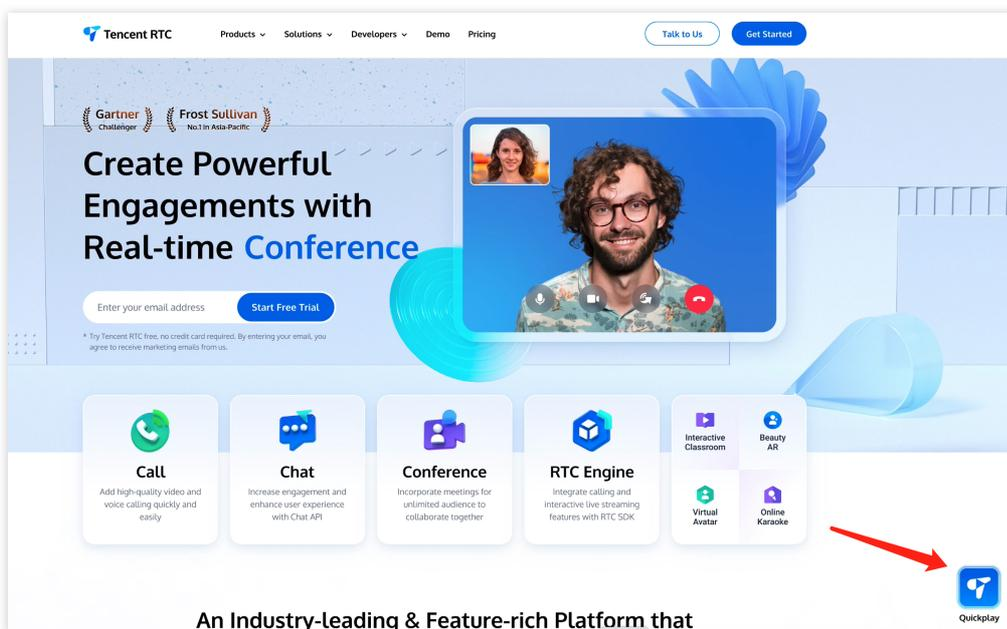 Tencent RTC
Products
Solutions
Developers
Demo
Pricing
Talk to Us
Get Started
Gartner
Challenger
Frost Sullivan
No.1 in Asia-Pacific
Create Powerful
Engagements with
Real-time Conference
Enter your email address
Start Free Trial
* Try Tencent RTC free, no credit card required. By entering your email, you
agree to receive marketing emails from us.
Call
Add high-quality video and
voice calling quickly and
easily
Chat
Increase engagement and
enhance user experience
with Chat API
Conference
Incorporate meetings for
unlimited audience to
collaborate together
RTC Engine
Integrate calling and
interactive live streaming
features with RTC SDK
Interactive
Classroom
Beauty
AR
Virtual
Avatar
Online
Karaoke
Quickplay
An Industry-leading & Feature-rich Platform that